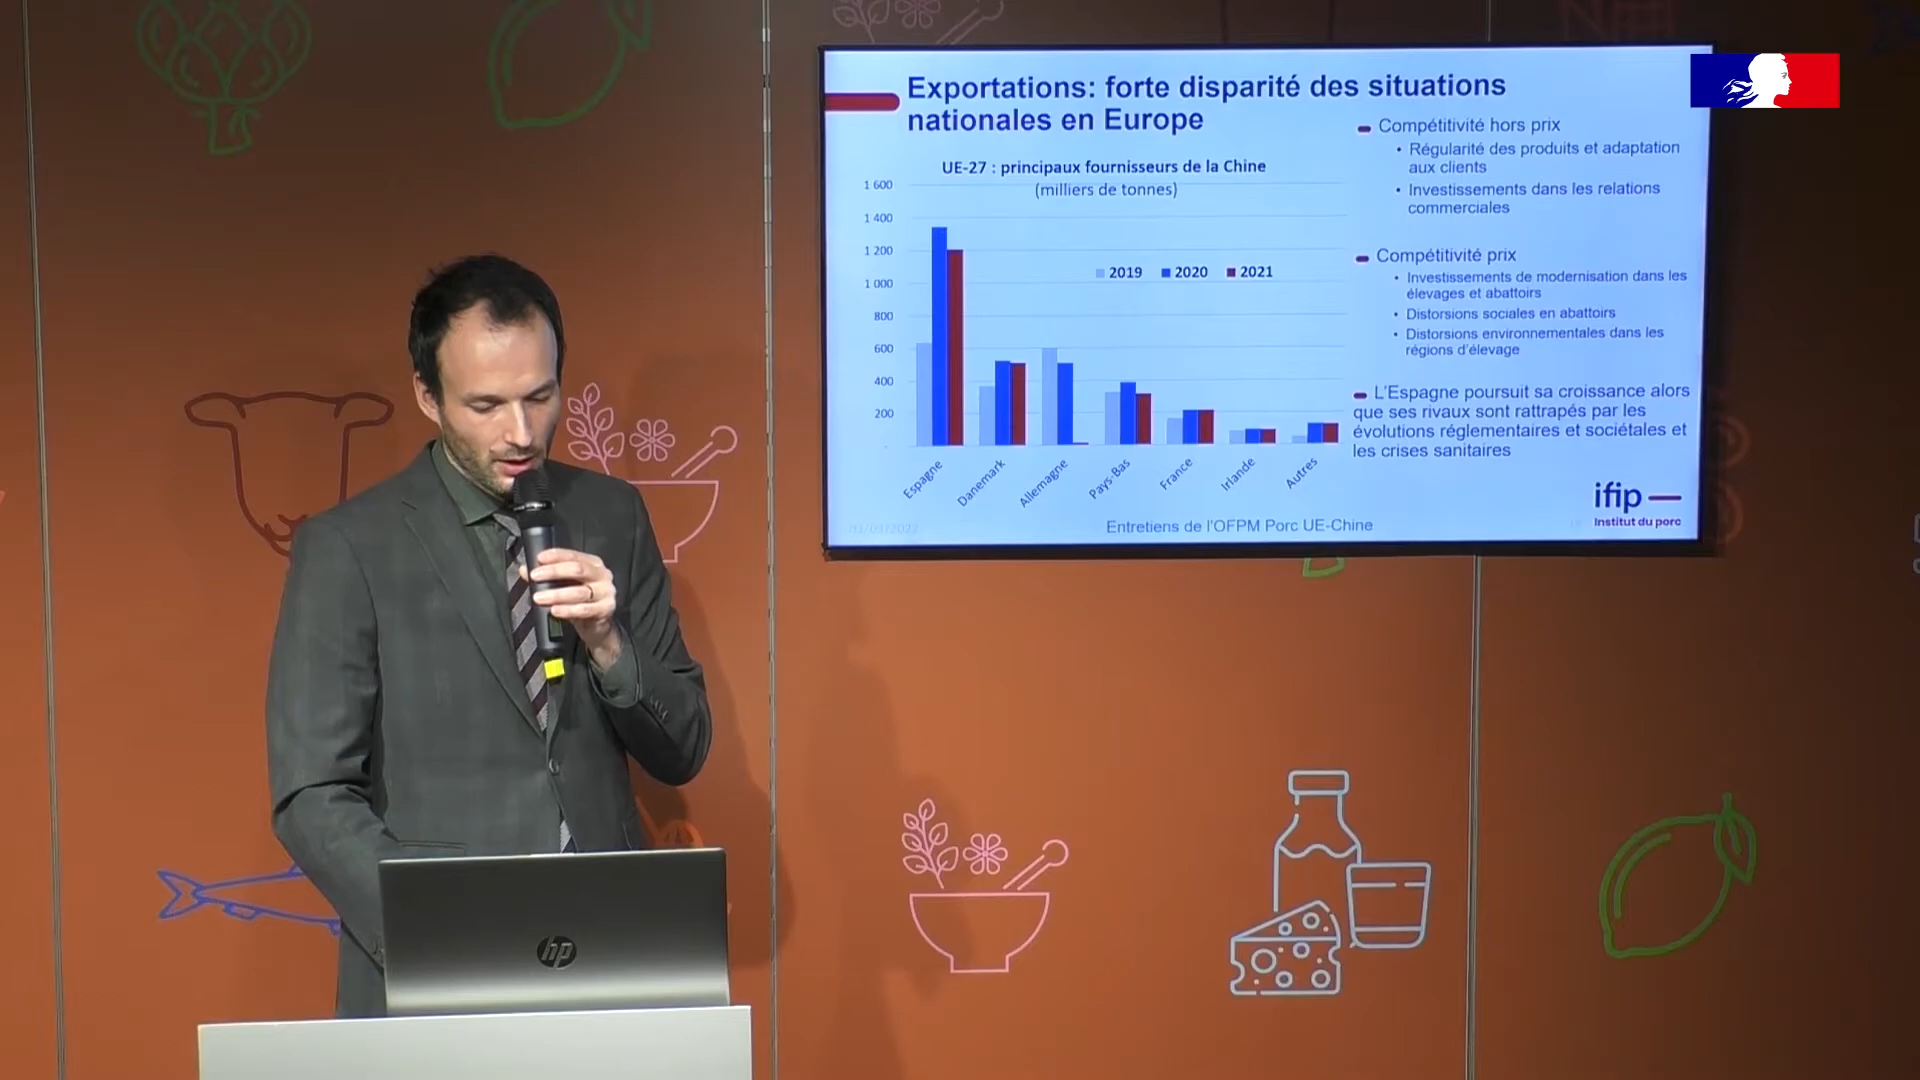 Exportations: forte disparité des situations
nationales en Europe
UE-27 : principaux fournisseurs de la Chine
(milliers de tonnes)
1 600
1 400
1 200
1 000
800
600
400
200
-
2019 2020 2021
Espagne
Danemark
Allemagne
Pays-Bas
France
Irlande
Autres
Compétitivité hors prix
• Régularité des produits et adaptation
aux clients
• Investissements dans les relations
commerciales
Compétitivité prix
• Investissements de modernisation dans les
élevages et abattoirs
• Distorsions sociales en abattoirs
• Distorsions environnementales dans les
régions d'élevage
L'Espagne poursuit sa croissance alors
que ses rivaux sont rattrapés par les
évolutions réglementaires et sociétales et
les crises sanitaires
ifip
Institut du porc
Entretiens de l'OFPM Porc UE-Chine
hp